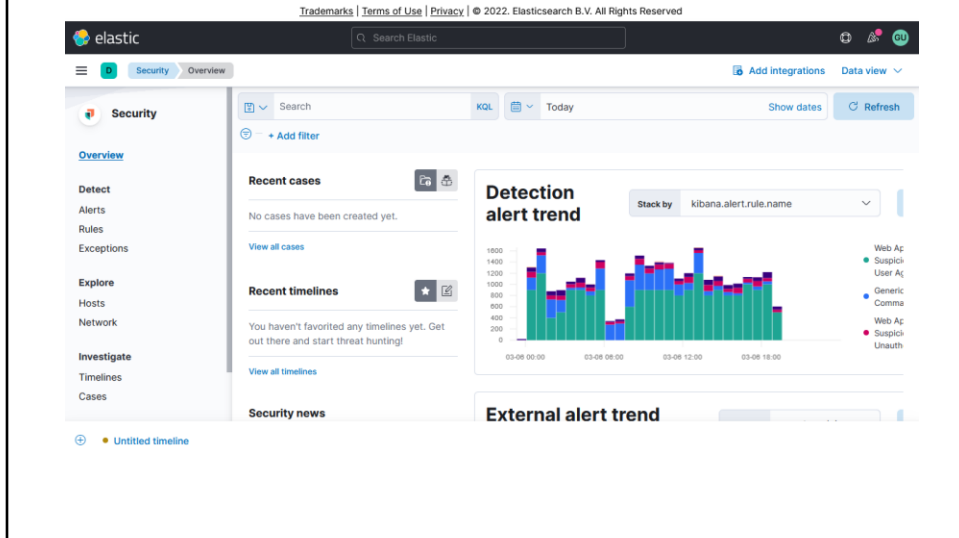 Trademarks | Terms of Use | Privacy | © 2022. Elasticsearch B.V. All Rights Reserved
elastic
Search Elastic
GU
D
Security
Overview
Add integrations
Data view
Security
Search
KQL
Today
Show dates
Refresh
+ Add filter
Overview
Detect
Alerts
Rules
Exceptions
Explore
Hosts
Network
Investigate
Timelines
Cases
Recent cases
No cases have been created yet.
View all cases
Recent timelines
You haven't favorited any timelines yet. Get
out there and start threat hunting!
View all timelines
Security news
Detection
alert trend
Stack by
kibana.alert.rule.name
1600
1400
1200
1000
800
600
400
200
0
03-06 00:00
03-06 06:00
03-06 12:00
03-06 18:00
Web Ap
Suspici
User Ag
Generic
Comma
Web Ap
Suspici
Unauth
External alert trend
Untitled timeline